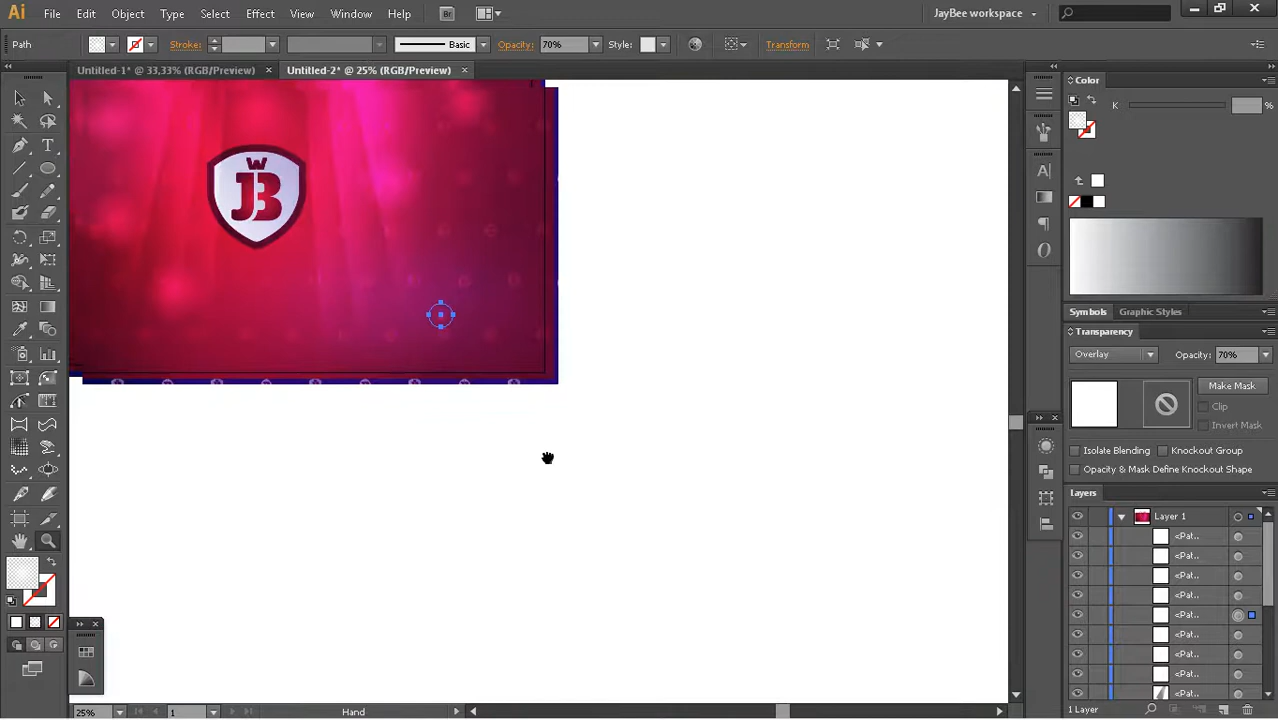 Ai File Edit Object Type Select Effect View Window Help Br JayBee workspace
Path Stroke: Basic Opacity: 70% Style: Transform
Untitled-1* @ 33,33% (RGB/Preview) × Untitled-2* @ 25% (RGB/Preview) ×
W
JB
Color
K %
Symbols Graphic Styles
Transparency
Overlay Opacity: 70%
Make Mask
Clip
Invert Mask
Isolate Blending Knockout Group
Opacity & Mask Define Knockout Shape
Layers
Layer 1
<Pat..
<Pat..
<Pat..
<Pat..
<Pat..
<Pat..
<Pat..
<Pat..
<Pat..
1 Layer
25% 1 Hand